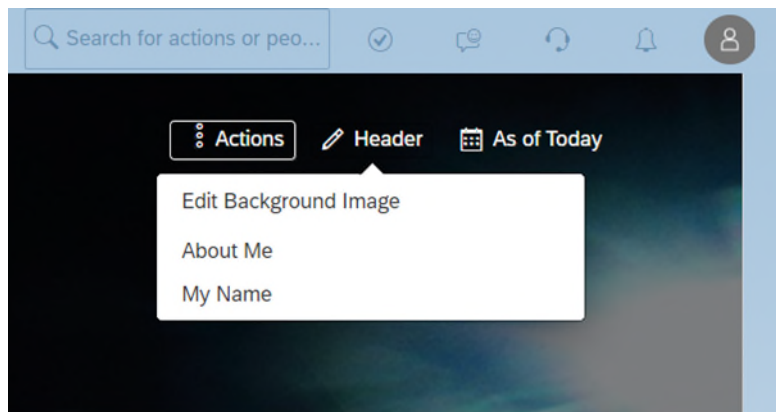 Search for actions or peo...
Actions Header As of Today
Edit Background Image
About Me
My Name